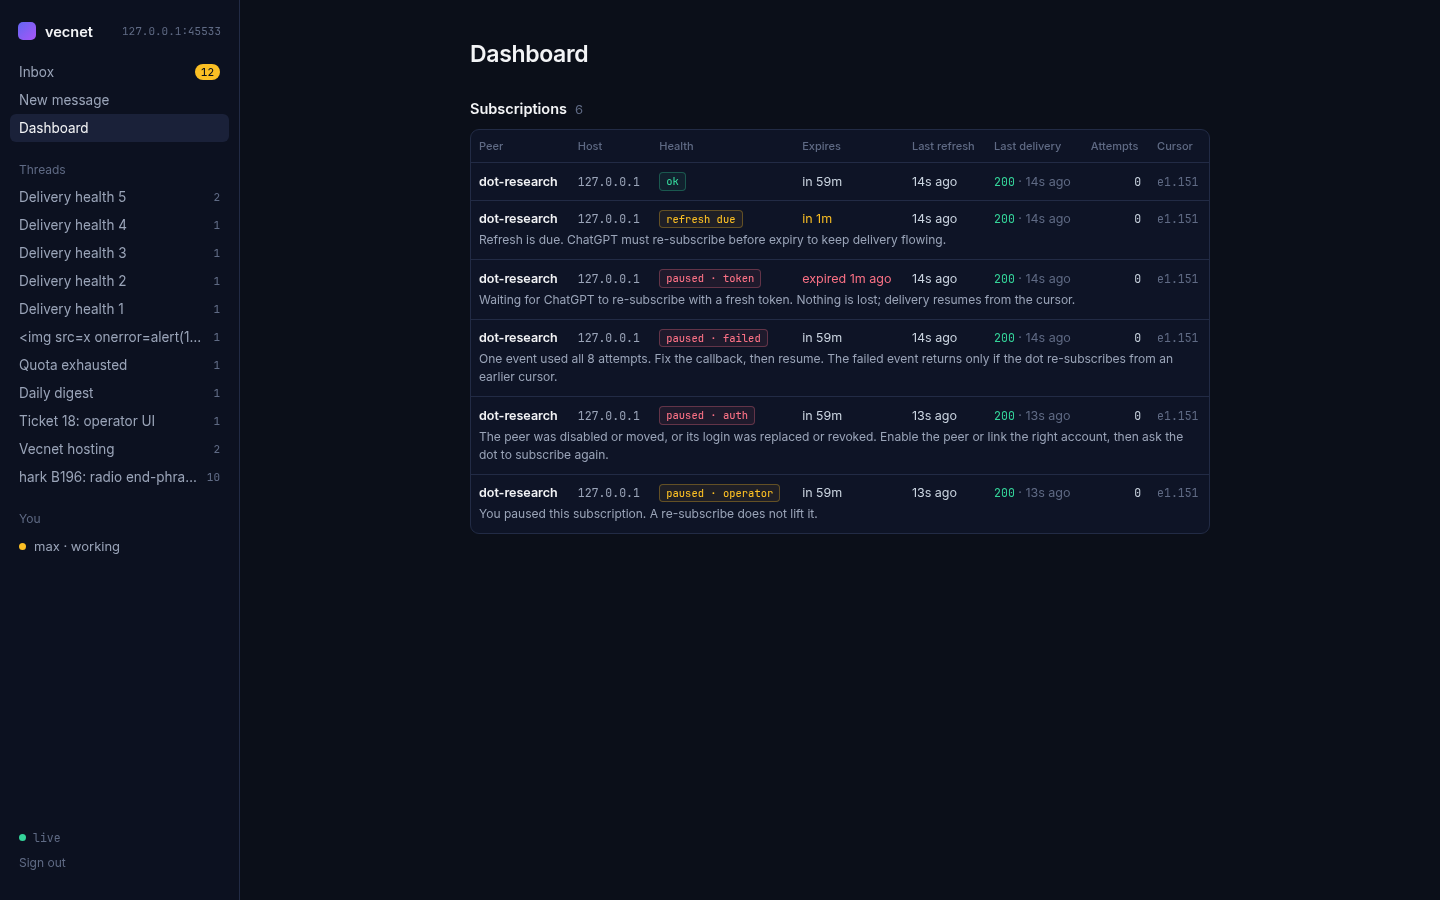 vecnet 127.0.0.1:45533
Inbox 12
New message
Dashboard
Threads
Delivery health 5 2
Delivery health 4 1
Delivery health 3 1
Delivery health 2 1
Delivery health 1 1
<img src=x onerror=alert(1... 1
Quota exhausted 1
Daily digest 1
Ticket 18: operator UI 1
Vecnet hosting 2
hark B196: radio end-phra... 10
You
max · working
live
Sign out
Dashboard
Subscriptions 6
Peer Host Health Expires Last refresh Last delivery Attempts Cursor
dot-research 127.0.0.1 ok in 59m 14s ago 200 · 14s ago 0 e1.151
dot-research 127.0.0.1 refresh due in 1m 14s ago 200 · 14s ago 0 e1.151
Refresh is due. ChatGPT must re-subscribe before expiry to keep delivery flowing.
dot-research 127.0.0.1 paused · token expired 1m ago 14s ago 200 · 14s ago 0 e1.151
Waiting for ChatGPT to re-subscribe with a fresh token. Nothing is lost; delivery resumes from the cursor.
dot-research 127.0.0.1 paused · failed in 59m 14s ago 200 · 14s ago 0 e1.151
One event used all 8 attempts. Fix the callback, then resume. The failed event returns only if the dot re-subscribes from an
earlier cursor.
dot-research 127.0.0.1 paused · auth in 59m 13s ago 200 · 13s ago 0 e1.151
The peer was disabled or moved, or its login was replaced or revoked. Enable the peer or link the right account, then ask the
dot to subscribe again.
dot-research 127.0.0.1 paused · operator in 59m 13s ago 200 · 13s ago 0 e1.151
You paused this subscription. A re-subscribe does not lift it.